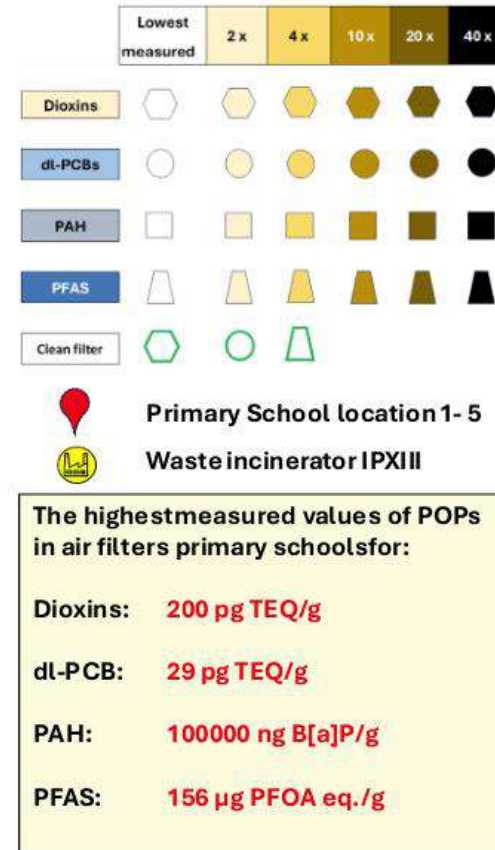 Lowest measured 2 x 4 x 10 x 20 x 40x
Dioxins
dl-PCBs
PAH
PFAS
Clean filter
Primary School location 1- 5
Waste incinerator IPXIII
The highestmeasured values of POPs
in air filters primary schoolsfor:
Dioxins: 200 pg TEQ/g
dl-PCB: 29 pg TEQ/g
PAH: 100000 ng B[a]P/g
PFAS: 156 µg PFOA eq./g